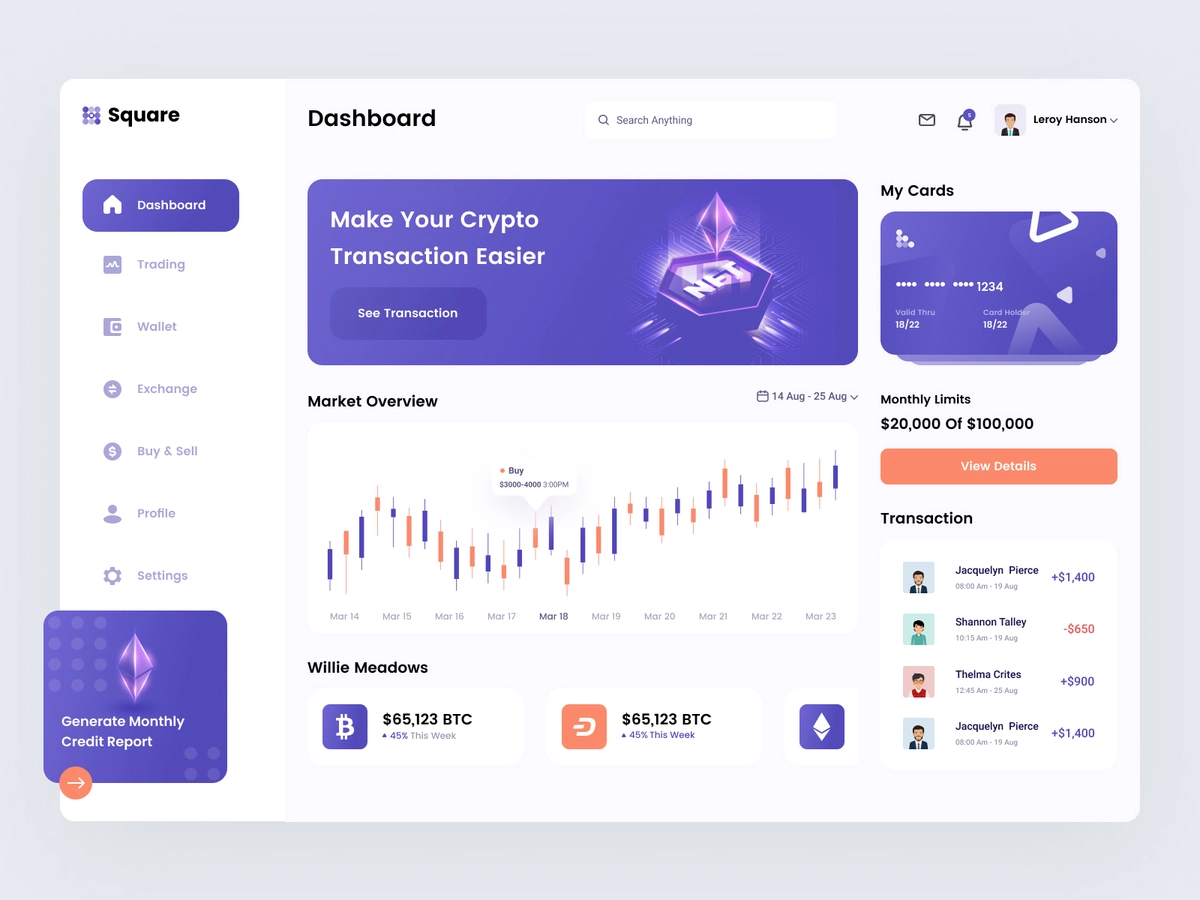 Square
Dashboard
Trading
Wallet
Exchange
Buy & Sell
Profile
Settings
Generate Monthly
Credit Report
Dashboard
Search Anything
5
Leroy Hanson
Make Your Crypto
Transaction Easier
See Transaction
NFT
Market Overview
14 Aug - 25 Aug
Buy
$3000-4000 3:00PM
Mar 14 Mar 15 Mar 16 Mar 17 Mar 18 Mar 19 Mar 20 Mar 21 Mar 22 Mar 23
Willie Meadows
$65,123 BTC
45% This Week
$65,123 BTC
45% This Week
My Cards
•••• •••• •••• 1234
Valid Thru Card Holder
18/22 18/22
Monthly Limits
$20,000 Of $100,000
View Details
Transaction
Jacquelyn Pierce +$1,400
08:00 Am - 19 Aug
Shannon Talley -$650
10:15 Am - 19 Aug
Thelma Crites +$900
12:45 Am - 25 Aug
Jacquelyn Pierce +$1,400
08:00 Am - 19 Aug